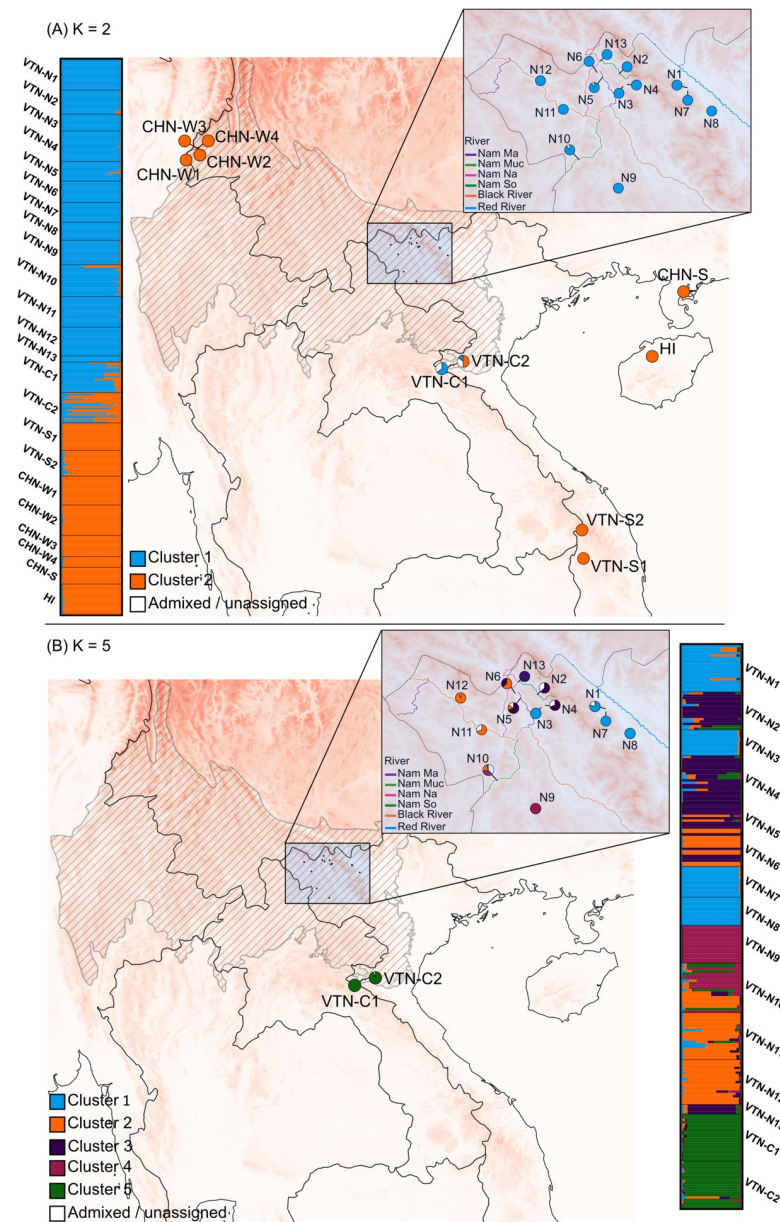 (A) K = 2
VTN-N1
VTN-N2
VTN-N3
VTN-N4
VTN-N5
VTN-N6
VTN-N7
VTN-N8
VTN-N9
VTN-N10
VTN-N11
VTN-N12
VTN-N13
VTN-C1
VTN-C2
VTN-S1
VTN-S2
CHN-W1
CHN-W2
CHN-W3
CHN-W4
CHN-S
HI
CHN-W3
CHN-W4
CHN-W1
CHN-W2
N13
N6
N2
N12
N5
N3
N4
N1
N7
N8
N11
N10
N9
River
Nam Ma
Nam Muc
Nam Na
Nam So
Black River
Red River
CHN-S
HI
VTN-C2
VTN-C1
VTN-S2
VTN-S1
Cluster 1
Cluster 2
Admixed / unassigned
(B) K = 5
N13
N6
N2
N12
N5
N3
N4
N1
N7
N8
N11
N10
N9
River
Nam Ma
Nam Muc
Nam Na
Nam So
Black River
Red River
VTN-C2
VTN-C1
Cluster 1
Cluster 2
Cluster 3
Cluster 4
Cluster 5
Admixed / unassigned
VTN-N1
VTN-N2
VTN-N3
VTN-N4
VTN-N5
VTN-N6
VTN-N7
VTN-N8
VTN-N9
VTN-N10
VTN-N11
VTN-N12
VTN-N13
VTN-C1
VTN-C2